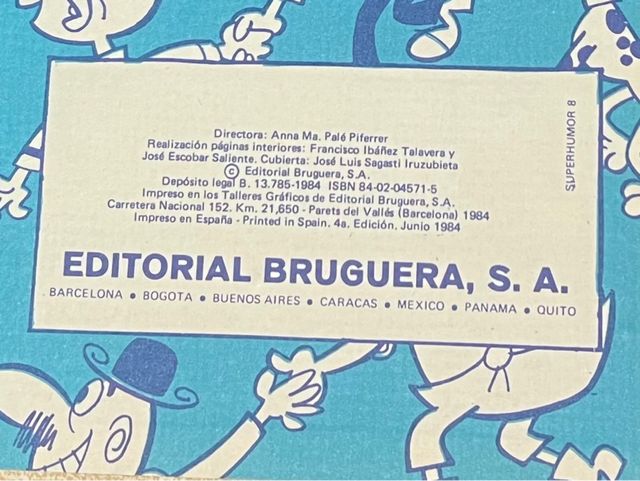 Directora: Anna Ma. Palé Piferrer
Realización páginas interiores: Francisco Ibáñez Talavera y
José Escobar Saliente. Cubierta: José Luis Sagasti Iruzubieta
© Editorial Bruguera, S.A.
Depósito legal B. 13.785-1984 ISBN 84-02-04571-5
Impreso en los Talleres Gráficos de Editorial Bruguera, S.A.
Carretera Nacional 152. Km. 21,650 - Parets del Vallés (Barcelona) 1984
Impreso en España - Printed in Spain. 4a. Edición. Junio 1984
EDITORIAL BRUGUERA, S. A.
BARCELONA • BOGOTA • BUENOS AIRES • CARACAS • MEXICO • PANAMA • QUITO
SUPERHUMOR 8